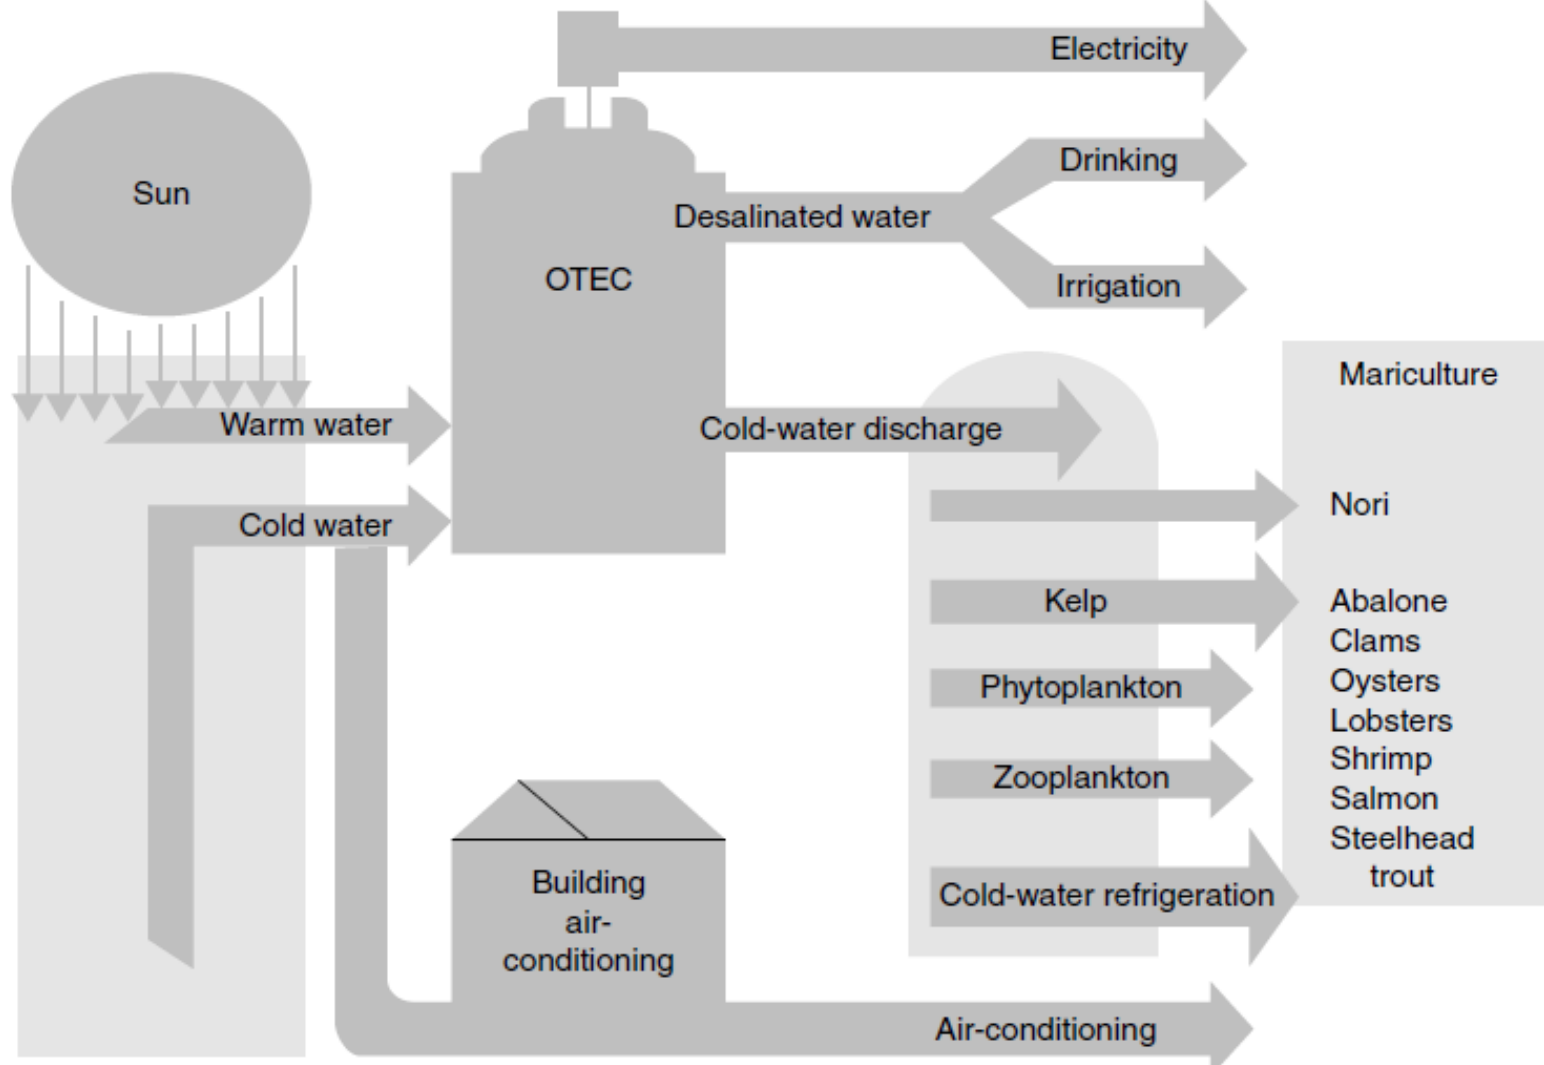 Electricity
Sun
Drinking
Desalinated water
OTEC
Irrigation
Warm water
Cold-water discharge
Cold water
Mariculture
Nori
Kelp
Abalone
Clams
Phytoplankton
Oysters
Lobsters
Zooplankton
Shrimp
Salmon
Steelhead
trout
Cold-water refrigeration
Building
air-
conditioning
Air-conditioning